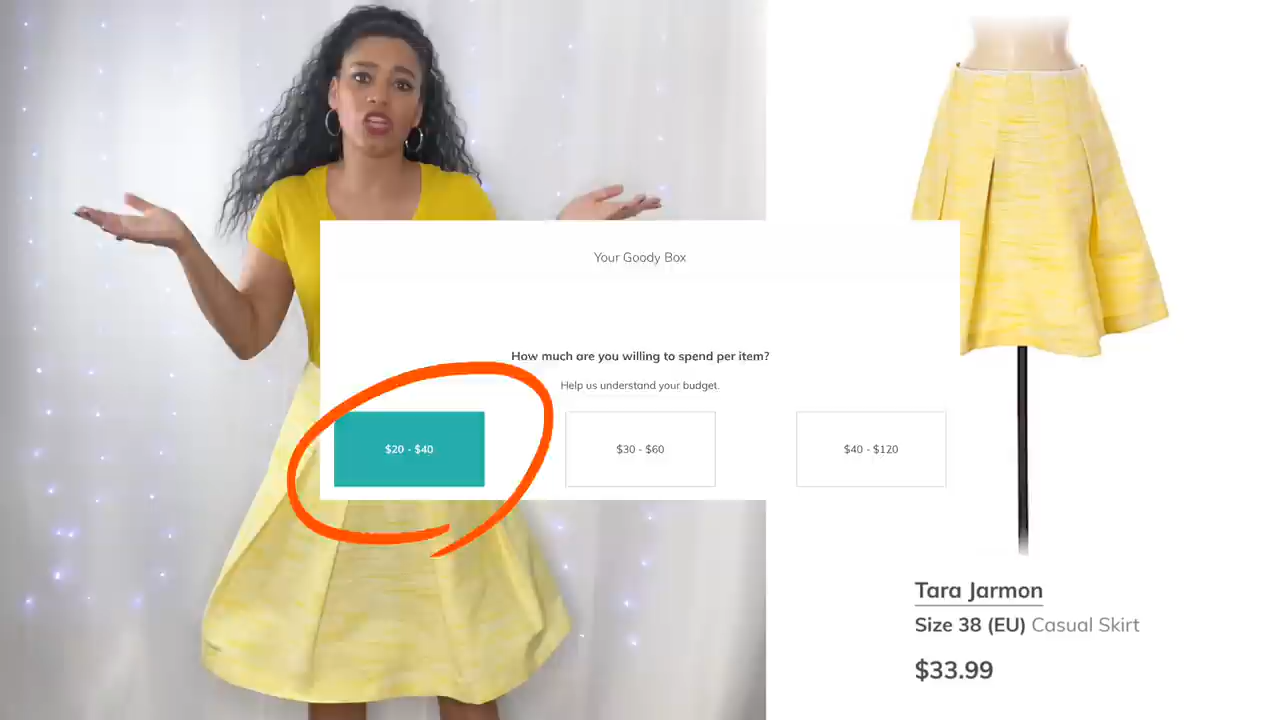 Your Goody Box
How much are you willing to spend per item?
Help us understand your budget.
$20 - $40
$30 - $60
$40 - $120
Tara Jarmon
Size 38 (EU) Casual Skirt
$33.99